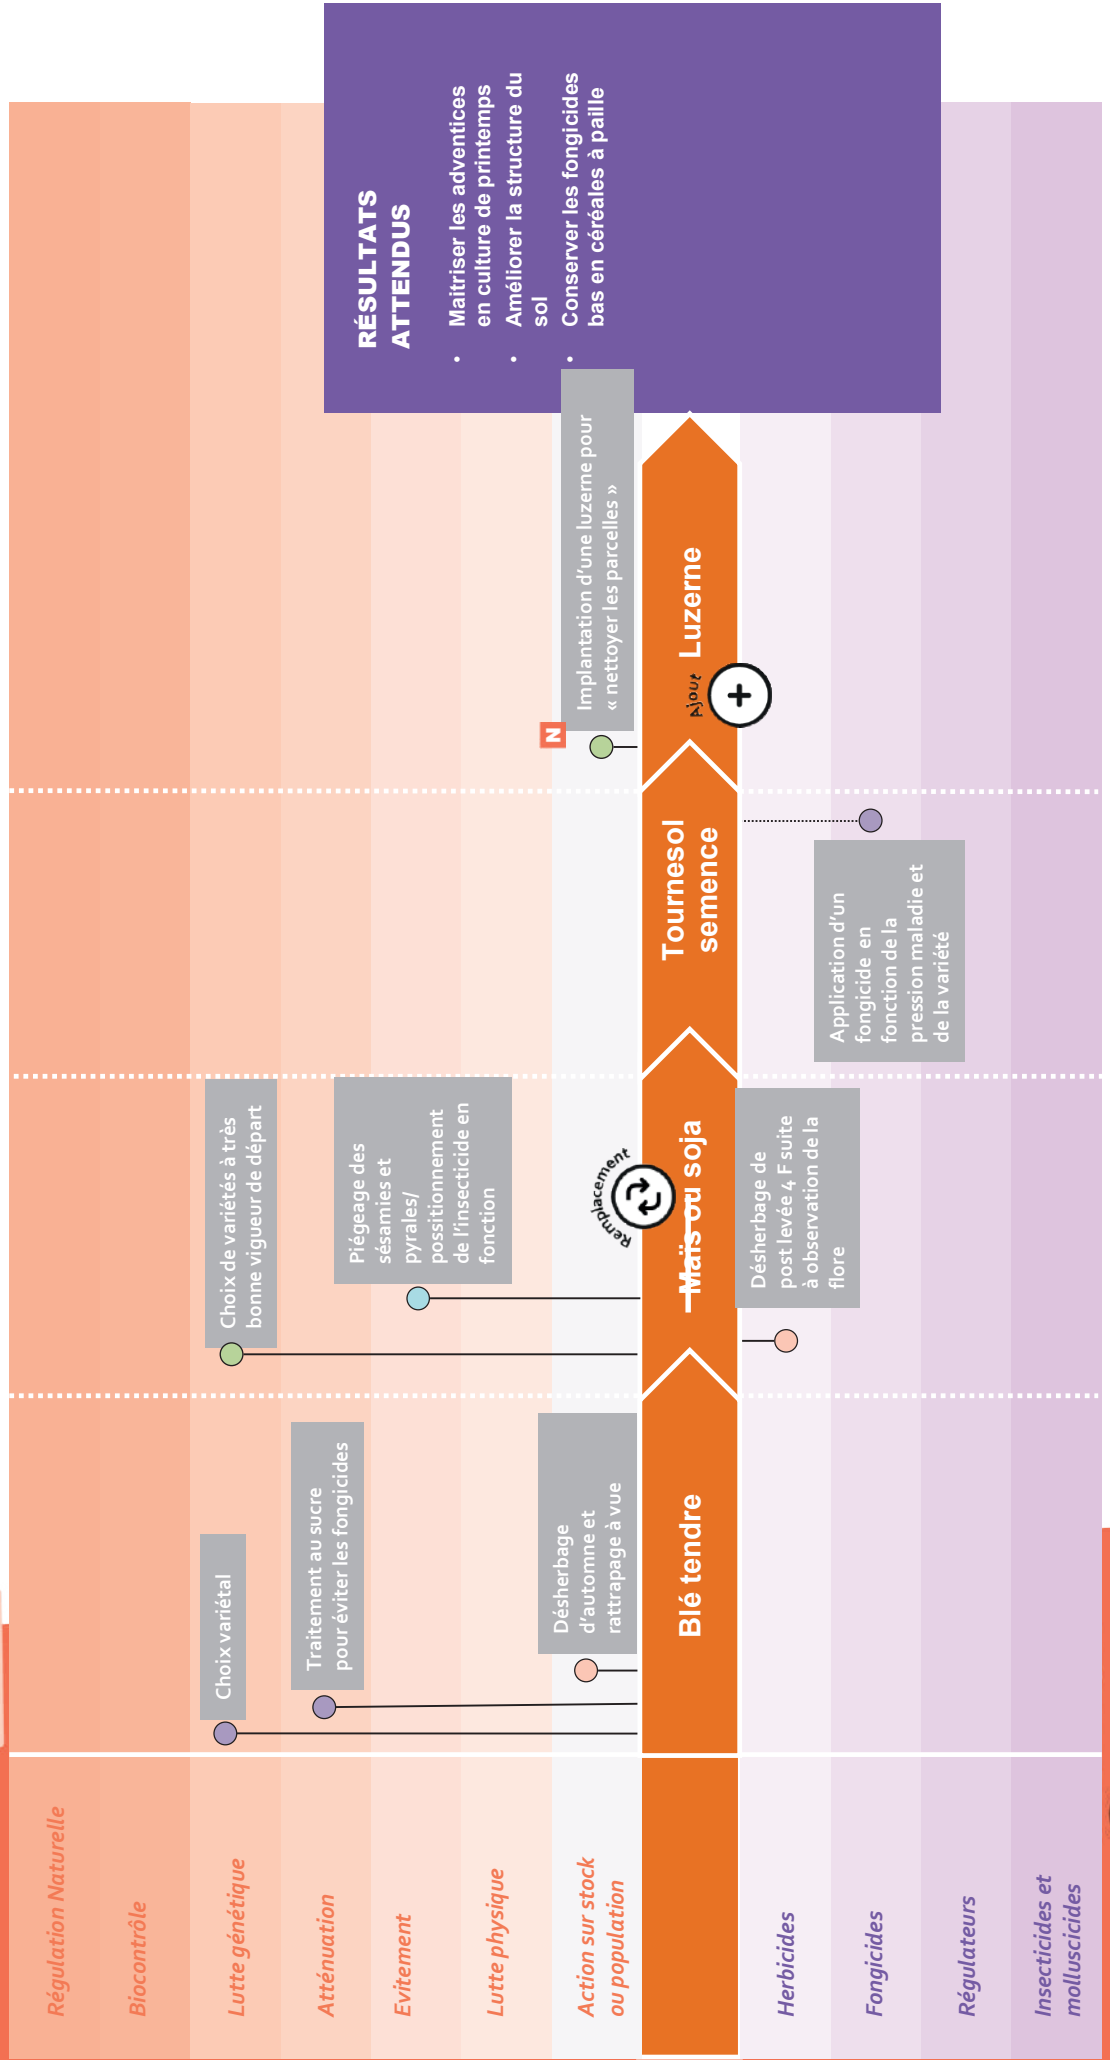 Régulation Naturelle
Biocontrôle
Lutte génétique
Atténuation
Evitement
Lutte physique
Action sur stock
ou population
Herbicides
Fongicides
Régulateurs
Insecticides et
molluscicides
Choix variétal
Traitement au sucre
pour éviter les fongicides
Désherbage
d’automne et
rattrapage à vue
Blé tendre
Choix de variétés à très
bonne vigueur de départ
Piégeage des
sésamies et
pyrales/
possitionnement
de l’insecticide en
fonction
Remplacement
Maïs ou soja
Désherbage de
post levée 4 F suite
à observation de la
flore
Tournesol
semence
Application d’un
fongicide en
fonction de la
pression maladie et
de la variété
N
Implantation d’une luzerne pour
« nettoyer les parcelles »
Ajout
Luzerne
RÉSULTATS
ATTENDUS
• Maitriser les adventices
en culture de printemps
• Améliorer la structure du
sol
• Conserver les fongicides
bas en céréales à paille